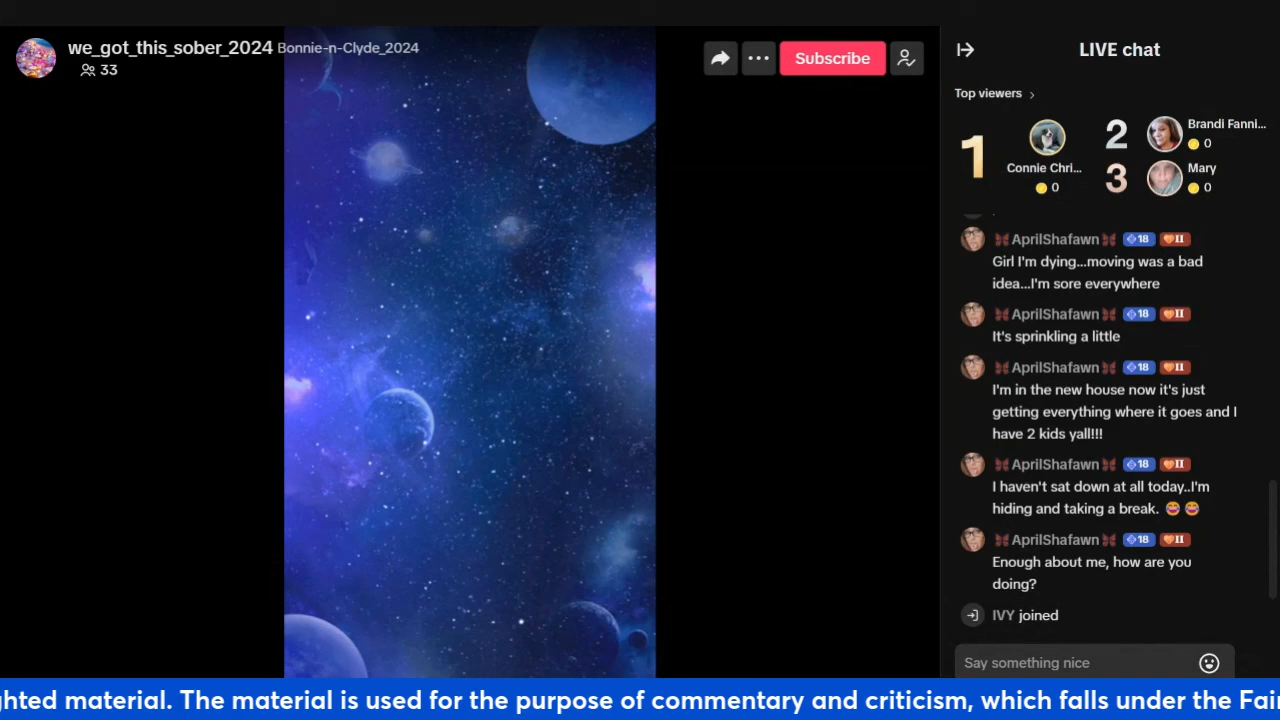 we_got_this_sober_2024 Bonnie-n-Clyde_2024
33
Subscribe
LIVE chat
Top viewers
1
Connie Chri...
0
2
Brandi Fanni...
0
3
Mary
0
AprilShafawn 18 II
Girl I'm dying...moving was a bad
idea...I'm sore everywhere
AprilShafawn 18 II
It's sprinkling a little
AprilShafawn 18 II
I'm in the new house now it's just
getting everything where it goes and I
have 2 kids yall!!!
AprilShafawn 18 II
I haven't sat down at all today..I'm
hiding and taking a break. 😂 😂
AprilShafawn 18 II
Enough about me, how are you
doing?
IVY joined
Say something nice
ghted material. The material is used for the purpose of commentary and criticism, which falls under the Fai